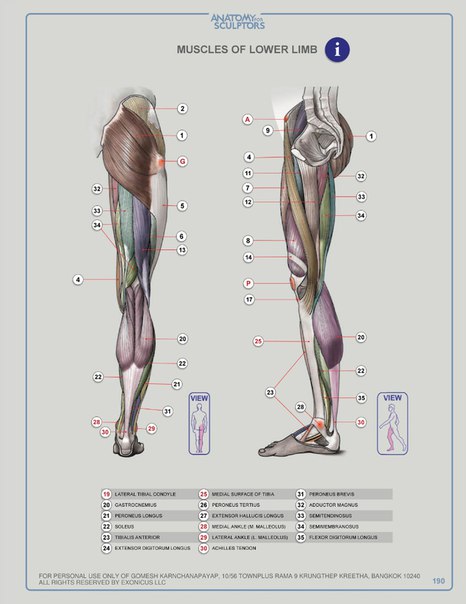 ANATOMY FOR
SCULPTORS
MUSCLES OF LOWER LIMB
i
2
1
G
32
5
33
34
6
13
4
20
22
22
21
31
28
29
30
VIEW
A
9
1
4
11
32
7
33
12
34
8
14
P
17
25
20
22
23
35
28
30
VIEW
19 LATERAL TIBIAL CONDYLE 25 MEDIAL SURFACE OF TIBIA 31 PERONEUS BREVIS
20 GASTROCNEMIUS 26 PERONEUS TERTIUS 32 ADDUCTOR MAGNUS
21 PERONEUS LONGUS 27 EXTENSOR HALLUCIS LONGUS 33 SEMITENDINOSUS
22 SOLEUS 28 MEDIAL ANKLE (M. MALLEOLUS) 34 SEMIMEMBRANOSUS
23 TIBIALIS ANTERIOR 29 LATERAL ANKLE (L. MALLEOLUS) 35 FLEXOR DIGITORUM LONGUS
24 EXTENSOR DIGITORUM LONGUS 30 ACHILLES TENDON
FOR PERSONAL USE ONLY OF GOMESH KARNCHANAPAYAP, 10/56 TOWNPLUS RAMA 9 KRUNGTHEP KREETHA, BANGKOK 10240
ALL RIGHTS RESERVED BY EXONICUS LLC
190